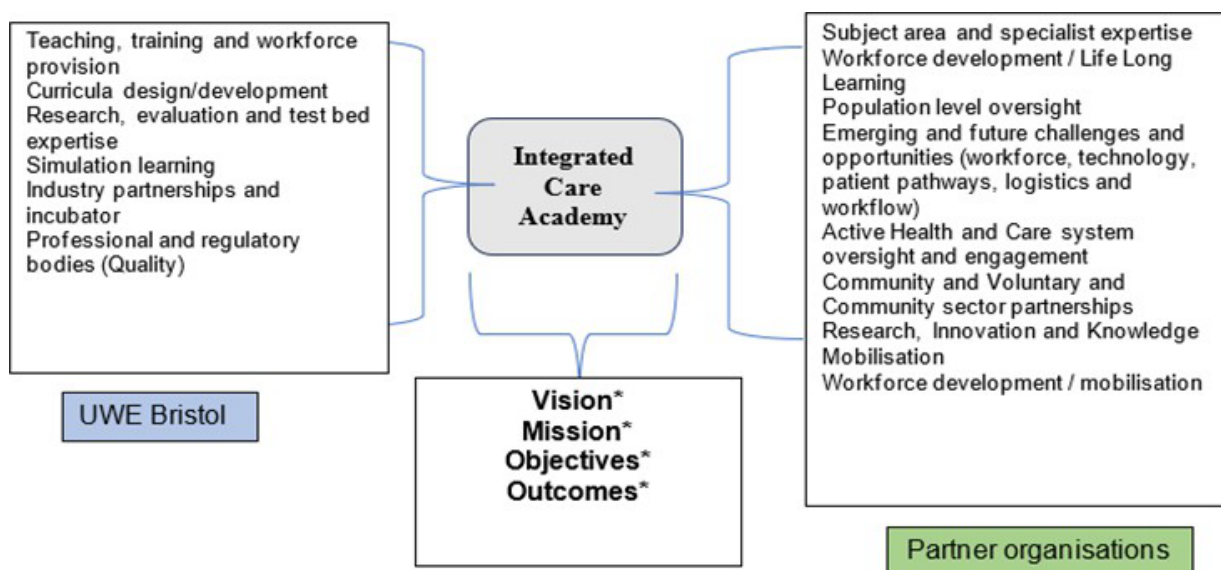 Teaching, training and workforce
provision
Curricula design/development
Research, evaluation and test bed
expertise
Simulation learning
Industry partnerships and
incubator
Professional and regulatory
bodies (Quality)
UWE Bristol
Integrated
Care
Academy
Vision*
Mission*
Objectives*
Outcomes*
Subject area and specialist expertise
Workforce development / Life Long
Learning
Population level oversight
Emerging and future challenges and
opportunities (workforce, technology,
patient pathways, logistics and
workflow)
Active Health and Care system
oversight and engagement
Community and Voluntary and
Community sector partnerships
Research, Innovation and Knowledge
Mobilisation
Workforce development / mobilisation
Partner organisations